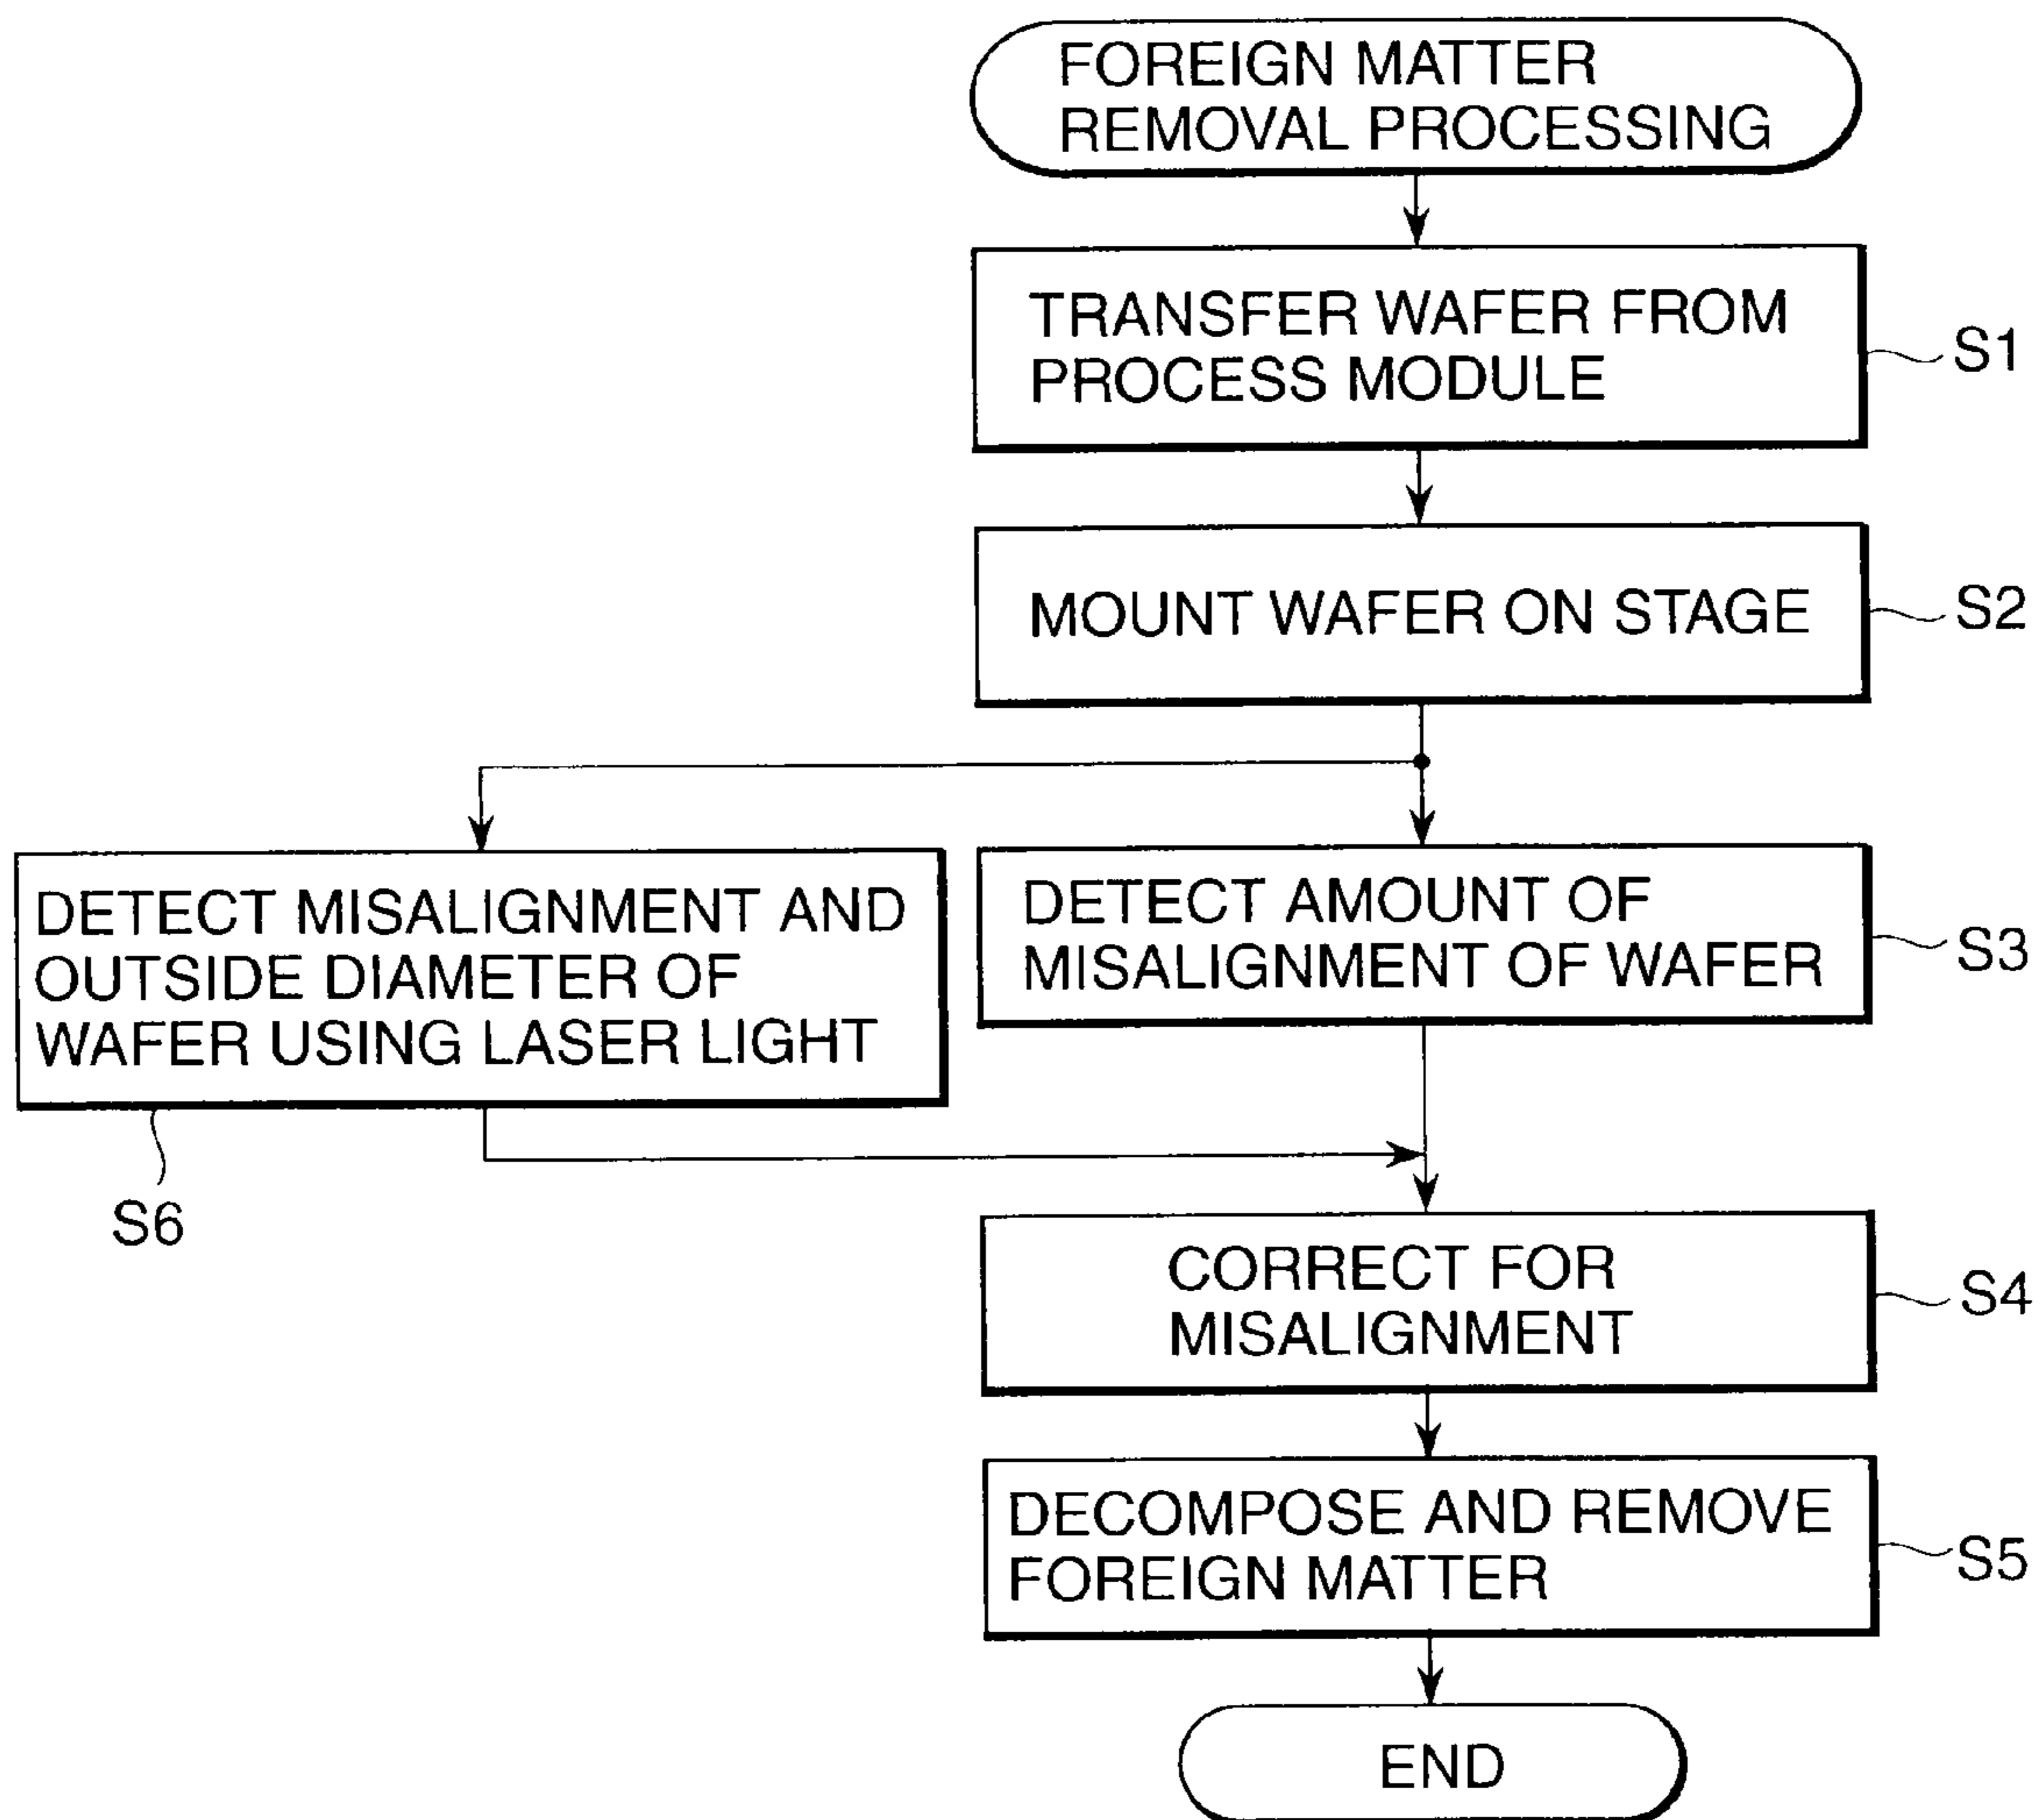 FOREIGN MATTER
REMOVAL PROCESSING
TRANSFER WAFER FROM
PROCESS MODULE
S1
MOUNT WAFER ON STAGE
S2
DETECT MISALIGNMENT AND
OUTSIDE DIAMETER OF
WAFER USING LASER LIGHT
S6
DETECT AMOUNT OF
MISALIGNMENT OF WAFER
S3
CORRECT FOR
MISALIGNMENT
S4
DECOMPOSE AND REMOVE
FOREIGN MATTER
S5
END